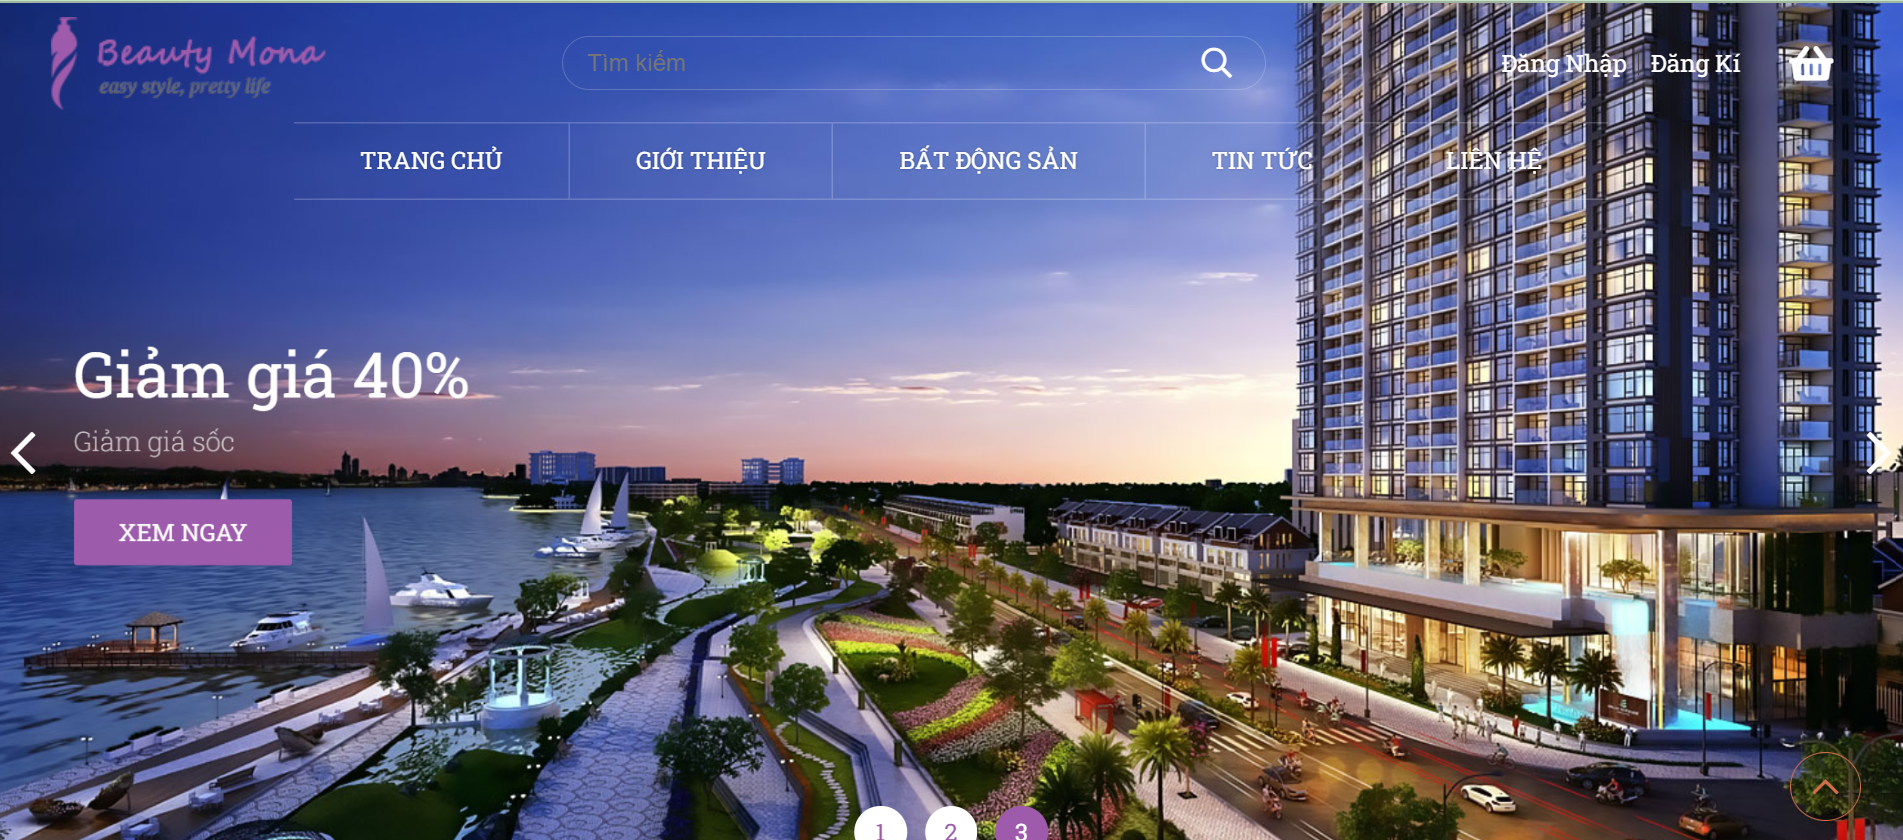 Beauty Mona
easy style, pretty life
Tìm kiếm
Đăng Nhập Đăng Kí
TRANG CHỦ GIỚI THIỆU BẤT ĐỘNG SẢN TIN TỨC LIÊN HỆ
Giảm giá 40%
Giảm giá sốc
XEM NGAY
1 2 3